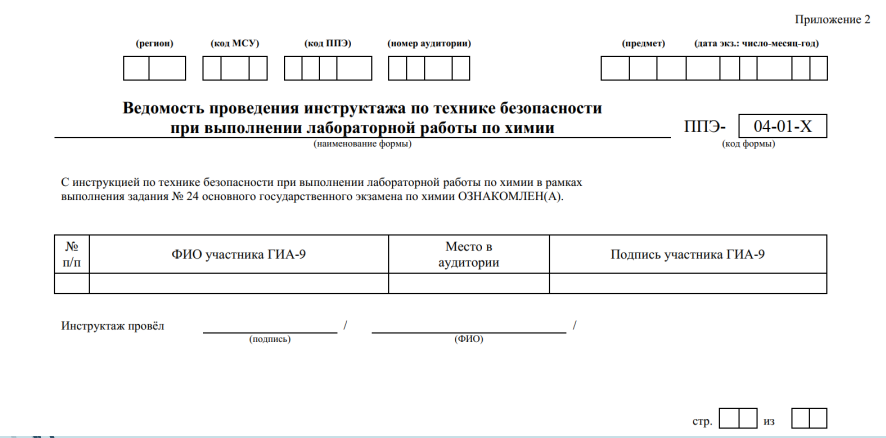 Приложение 2
(регион) (код МСУ) (код ППЭ) (номер аудитории) (предмет) (дата экз.: число-месяц-год)
Ведомость проведения инструктажа по технике безопасности
при выполнении лабораторной работы по химии
ППЭ- 04-01-Х
(наименование формы) (код формы)
С инструкцией по технике безопасности при выполнении лабораторной работы по химии в рамках
выполнения задания № 24 основного государственного экзамена по химии ОЗНАКОМЛЕН(А).
№ п/п ФИО участника ГИА-9 Место в аудитории Подпись участника ГИА-9
Инструктаж провёл / /
(подпись) (ФИО)
стр. из